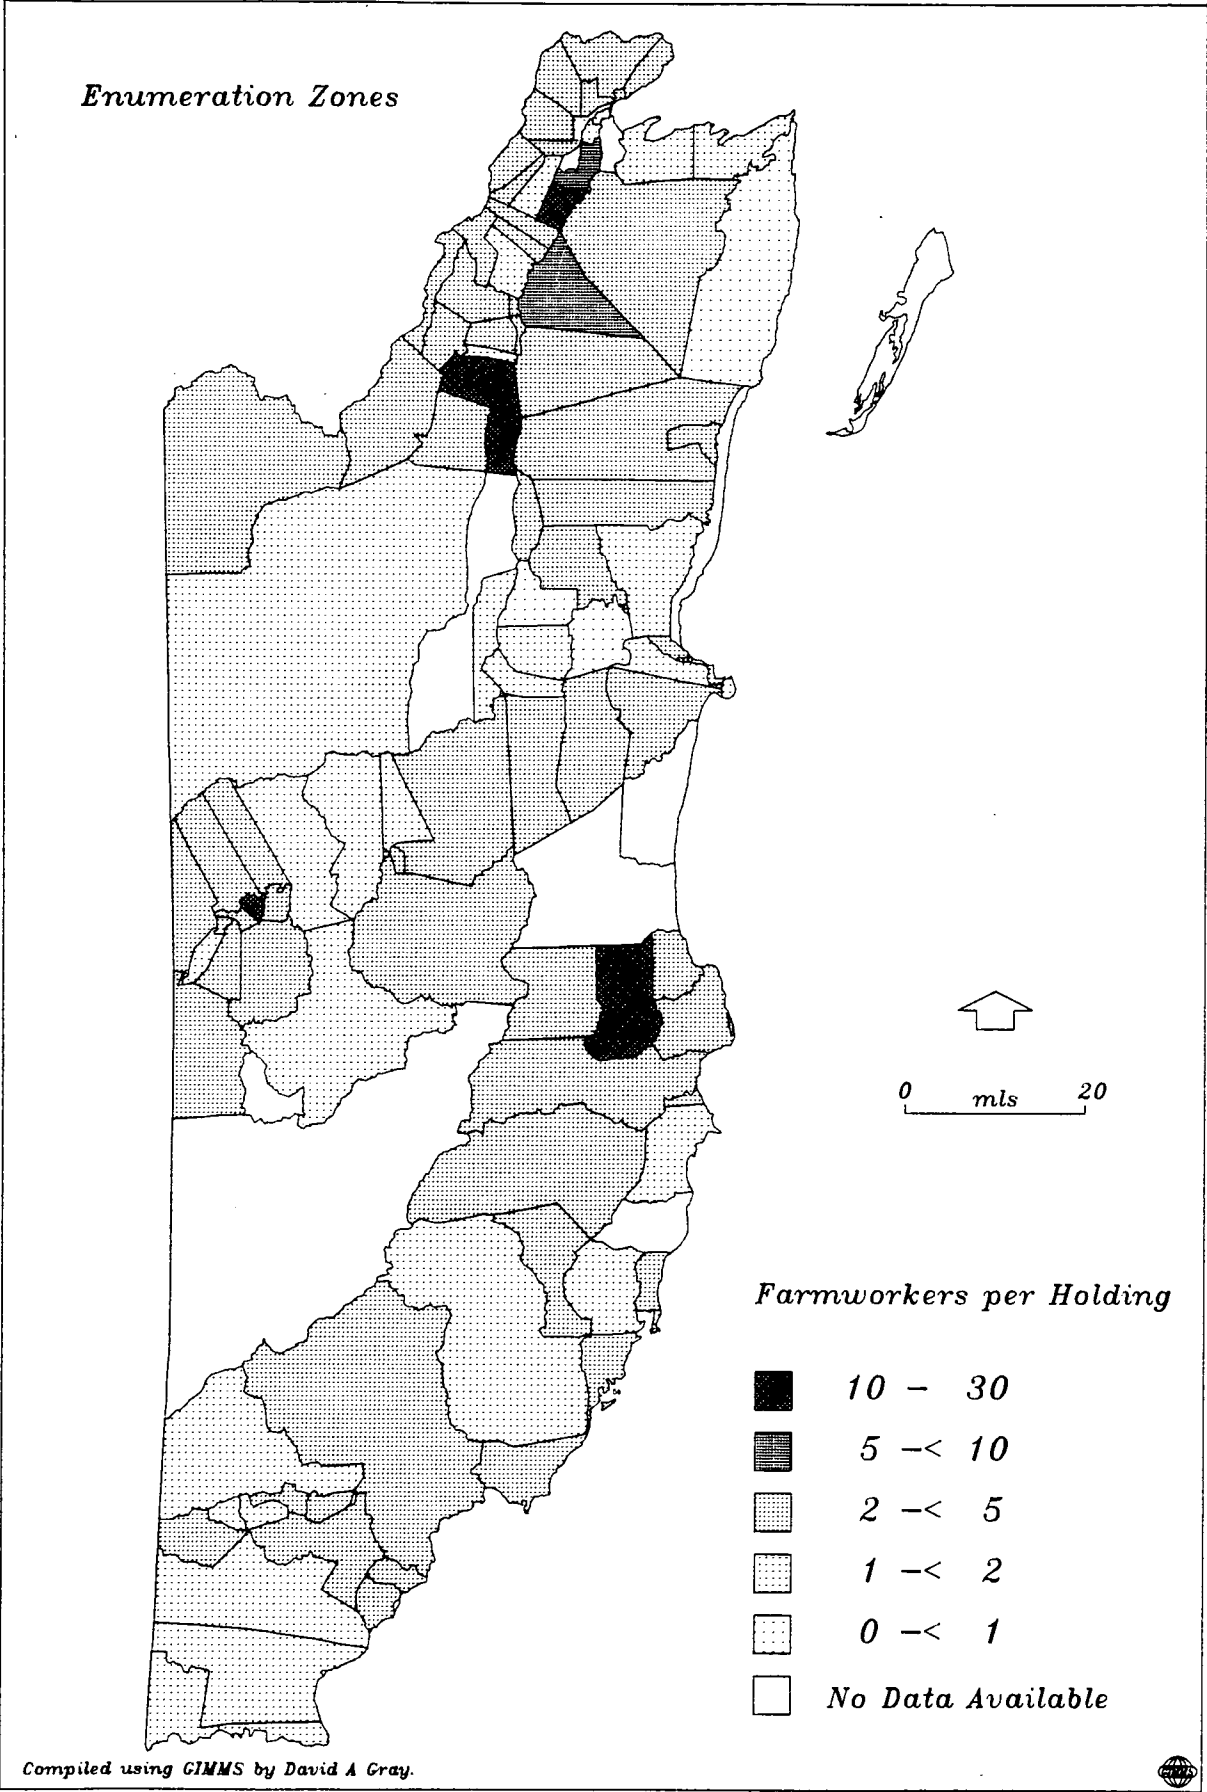 Enumeration Zones
0 mls 20
Farmworkers per Holding
10 - 30
5 -< 10
2 -< 5
1 -< 2
0 -< 1
No Data Available
Compiled using GIMMS by David A Gray.
GIMMS